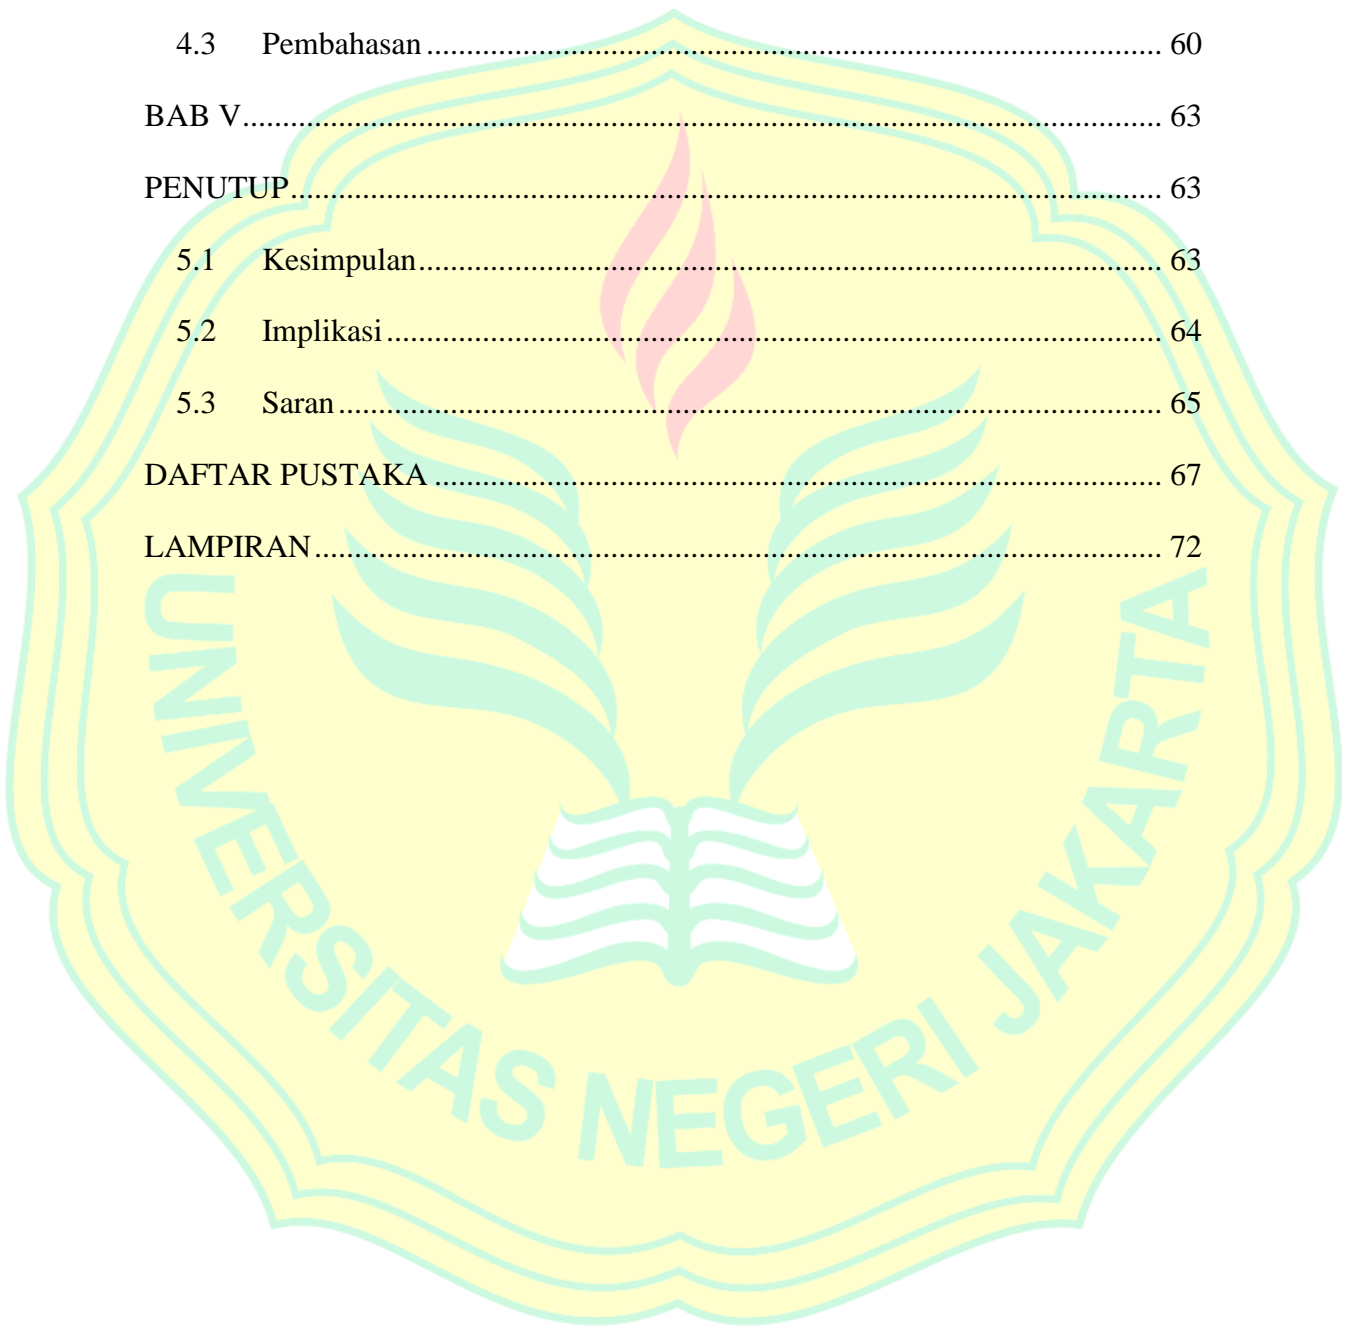 4.3 Pembahasan .......................................................................................... 60
BAB V................................................................................................................. 63
PENUTUP........................................................................................................... 63
5.1 Kesimpulan........................................................................................... 63
5.2 Implikasi ............................................................................................... 64
5.3 Saran ..................................................................................................... 65
DAFTAR PUSTAKA ......................................................................................... 67
LAMPIRAN ........................................................................................................ 72
UNIVERSITAS NEGERI JAKARTA